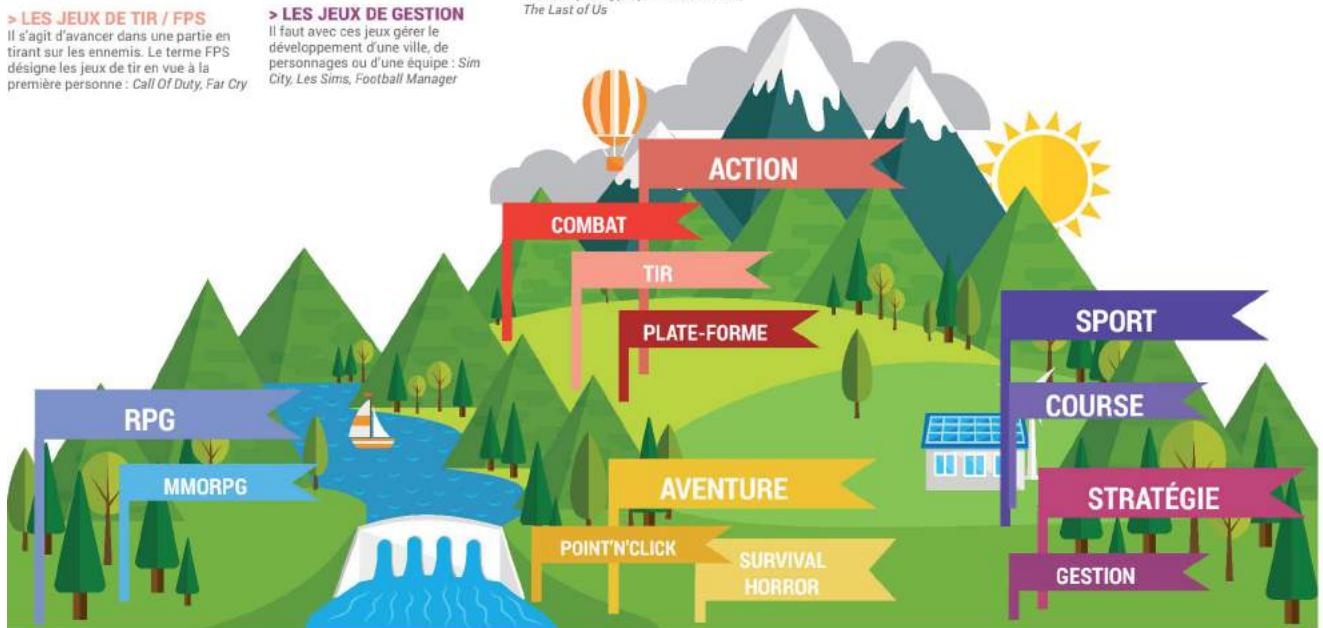 > LES JEUX DE TIR / FPS
Il s'agit d'avancer dans une partie en
tirant sur les ennemis. Le terme FPS
désigne les jeux de tir en vue à la
première personne : Call Of Duty, Far Cry
> LES JEUX DE GESTION
Il faut avec ces jeux gérer le
développement d'une ville, de
personnages ou d'une équipe : Sim
City, Les Sims, Football Manager
The Last of Us
ACTION
COMBAT
TIR
PLATE-FORME
SPORT
COURSE
RPG
MMORPG
AVENTURE
STRATÉGIE
POINT'N'CLICK
SURVIVAL
HORROR
GESTION